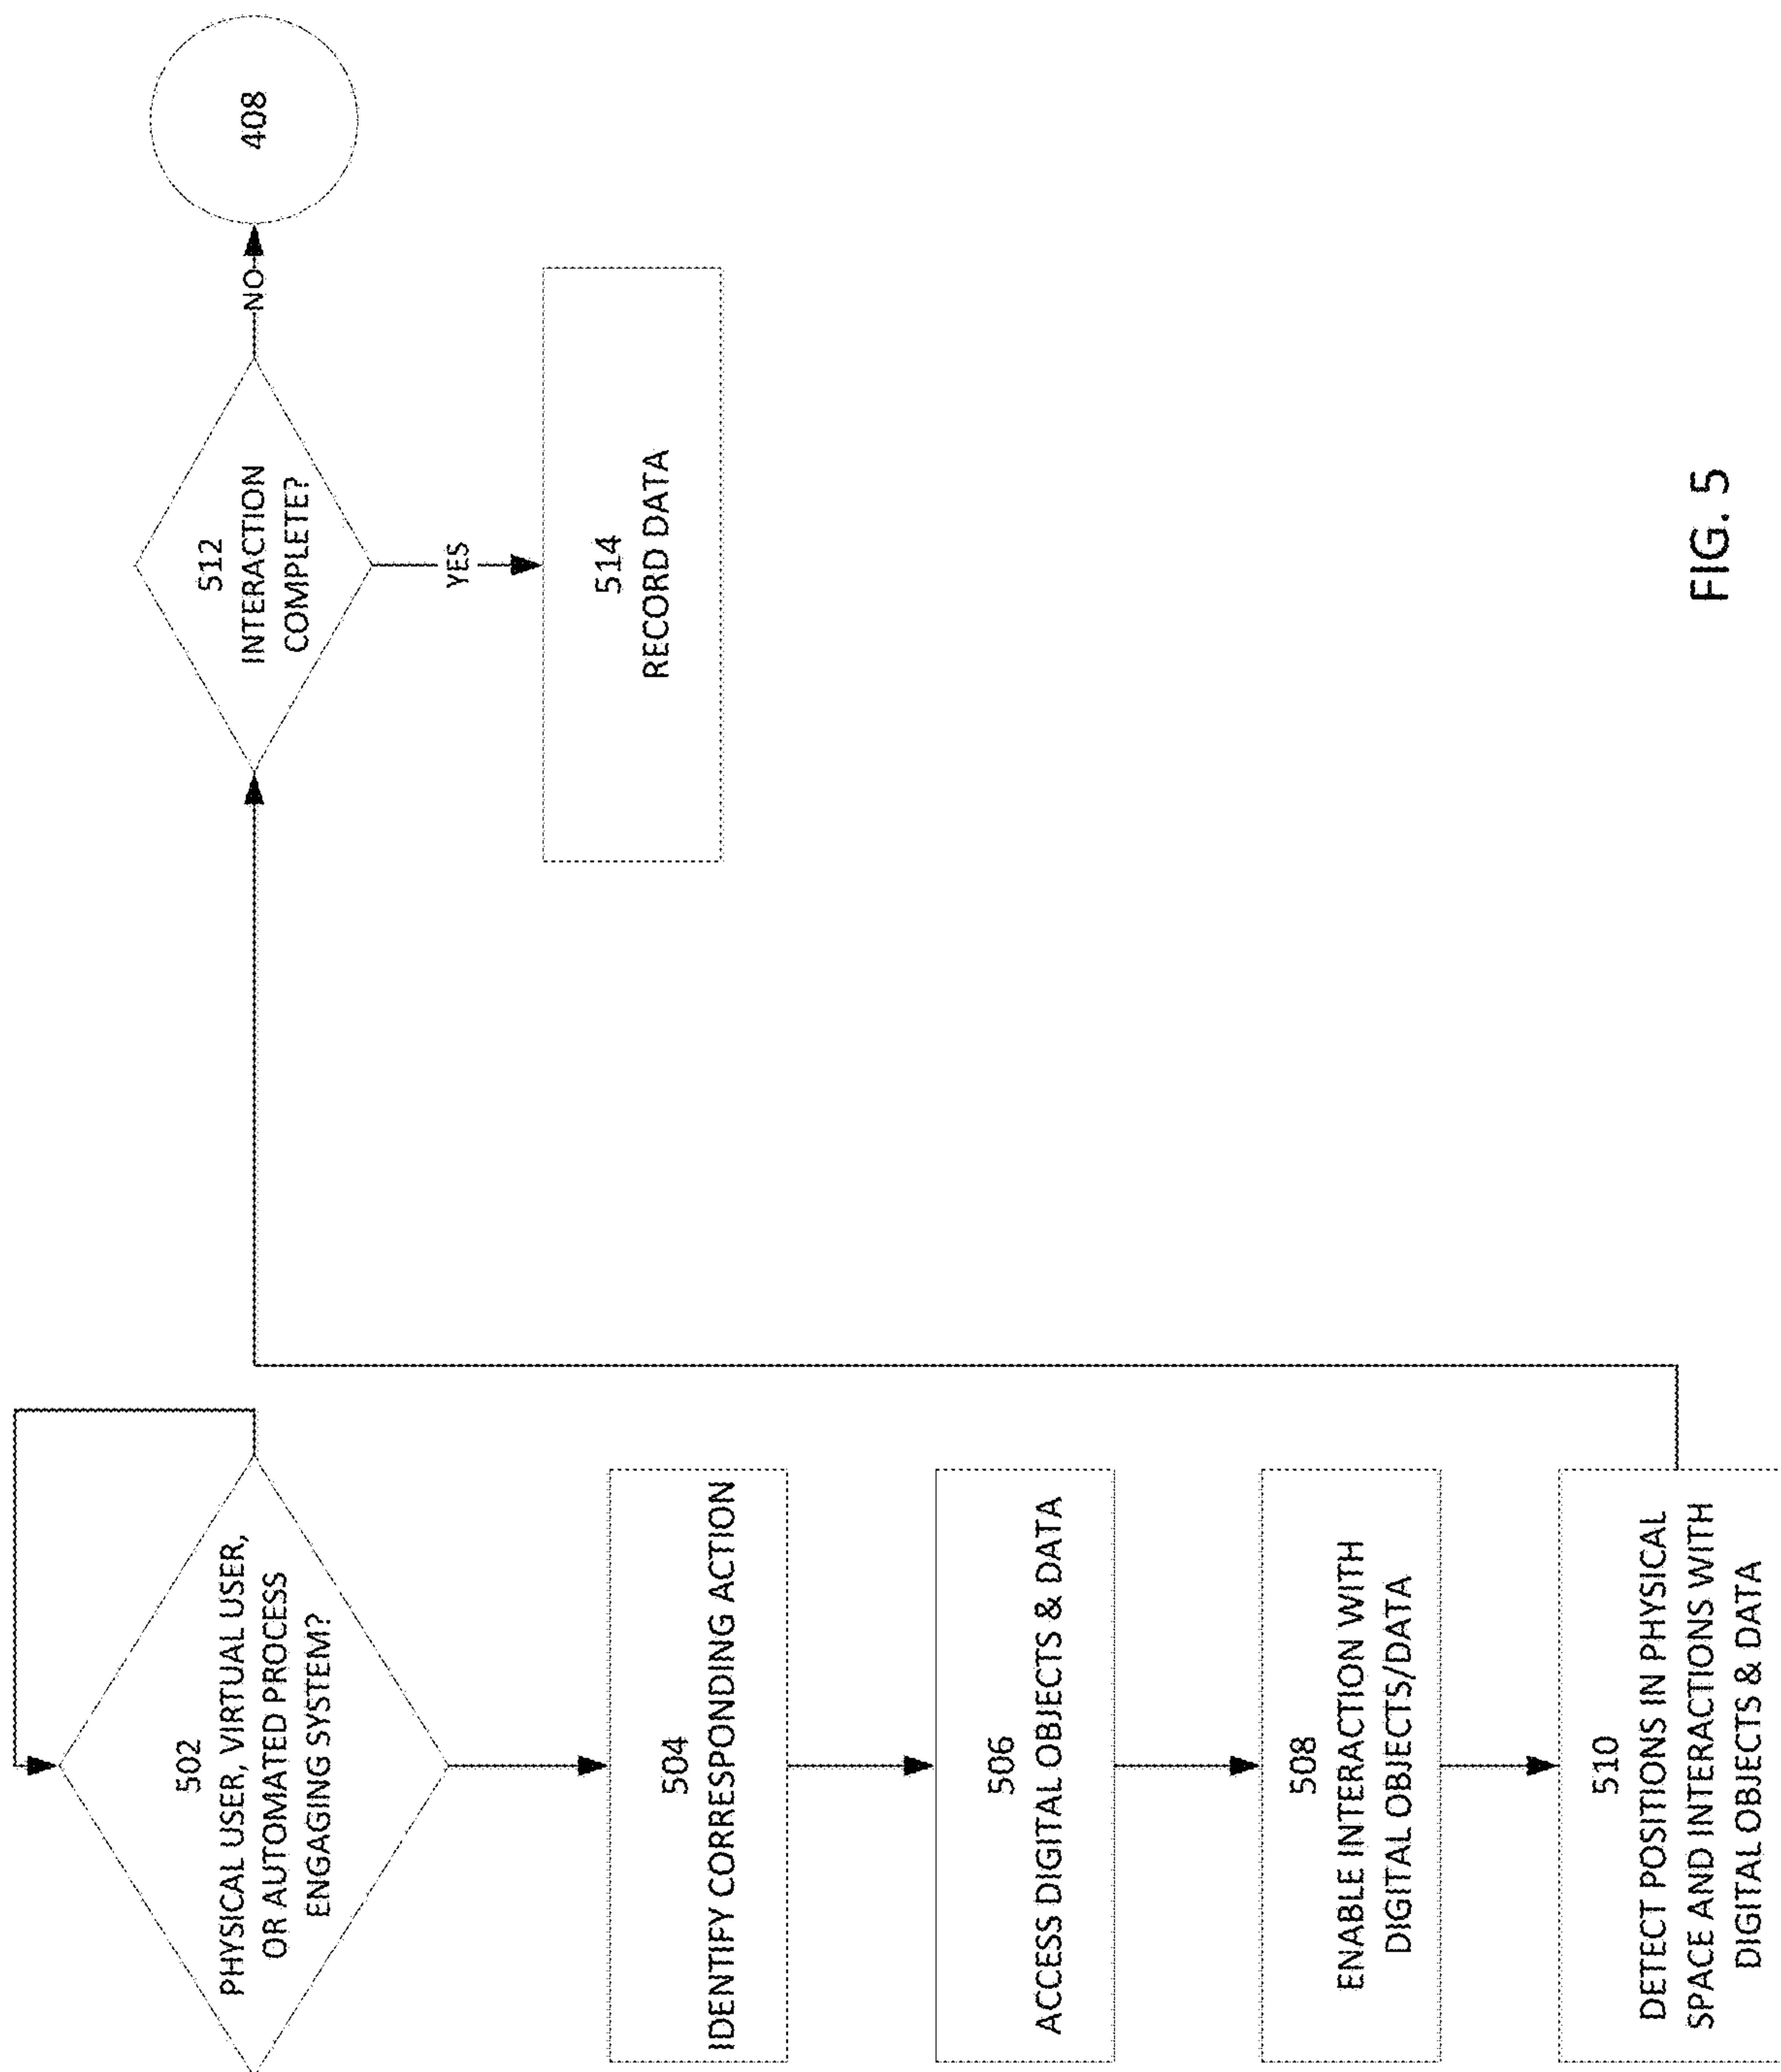 502
PHYSICAL USER, VIRTUAL USER,
OR AUTOMATED PROCESS
ENGAGING SYSTEM?
504
IDENTIFY CORRESPONDING ACTION
506
ACCESS DIGITAL OBJECTS & DATA
508
ENABLE INTERACTION WITH
DIGITAL OBJECTS/DATA
510
DETECT POSITIONS IN PHYSICAL
SPACE AND INTERACTIONS WITH
DIGITAL OBJECTS & DATA
512
INTERACTION
COMPLETE?
NO
408
YES
514
RECORD DATA
FIG. 5